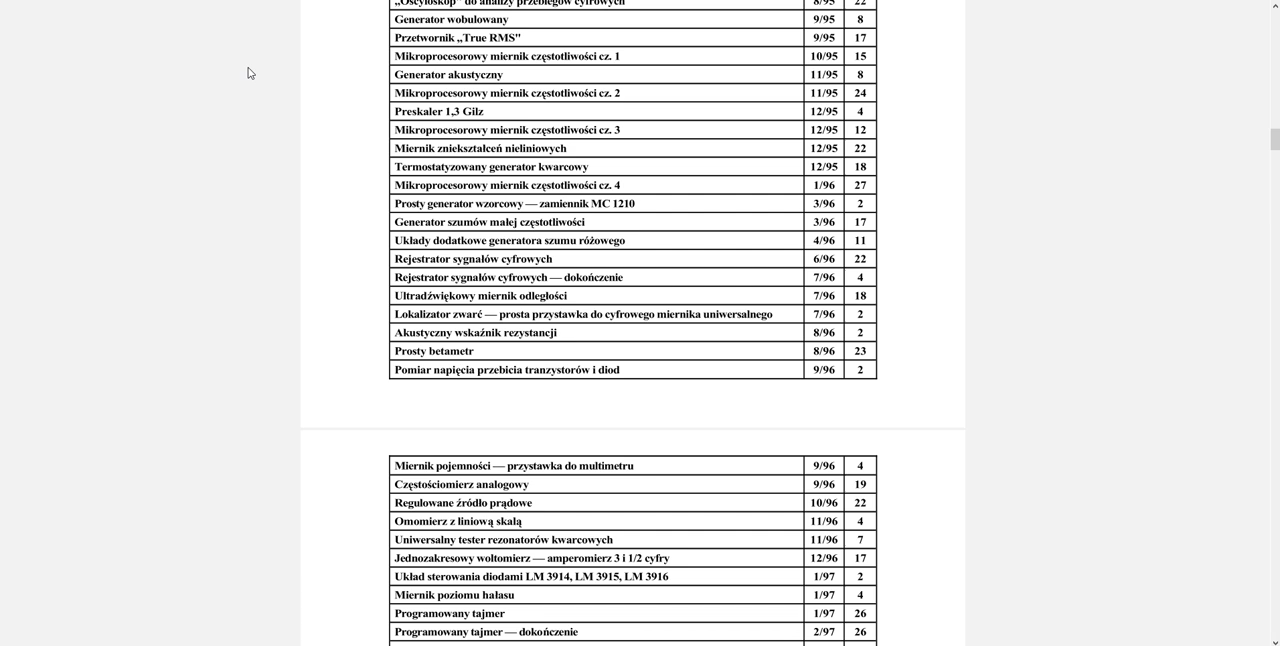 „Oscyloskop" do analizy przebiegów cyfrowych 8/95 22
Generator wobulowany 9/95 8
Przetwornik „True RMS" 9/95 17
Mikroprocesorowy miernik częstotliwości cz. 1 10/95 15
Generator akustyczny 11/95 8
Mikroprocesorowy miernik częstotliwości cz. 2 11/95 24
Preskaler 1,3 Gilz 12/95 4
Mikroprocesorowy miernik częstotliwości cz. 3 12/95 12
Miernik zniekształceń nieliniowych 12/95 22
Termostatyzowany generator kwarcowy 12/95 18
Mikroprocesorowy miernik częstotliwości cz. 4 1/96 27
Prosty generator wzorcowy — zamiennik MC 1210 3/96 2
Generator szumów małej częstotliwości 3/96 17
Układy dodatkowe generatora szumu różowego 4/96 11
Rejestrator sygnałów cyfrowych 6/96 22
Rejestrator sygnałów cyfrowych — dokończenie 7/96 4
Ultradźwiękowy miernik odległości 7/96 18
Lokalizator zwarć — prosta przystawka do cyfrowego miernika uniwersalnego 7/96 2
Akustyczny wskaźnik rezystancji 8/96 2
Prosty betametr 8/96 23
Pomiar napięcia przebicia tranzystorów i diod 9/96 2
Miernik pojemności — przystawka do multimetru 9/96 4
Częstościomierz analogowy 9/96 19
Regulowane źródło prądowe 10/96 22
Omomierz z liniową skalą 11/96 4
Uniwersalny tester rezonatorów kwarcowych 11/96 7
Jednozakresowy woltomierz — amperomierz 3 i 1/2 cyfry 12/96 17
Układ sterowania diodami LM 3914, LM 3915, LM 3916 1/97 2
Miernik poziomu hałasu 1/97 4
Programowany tajmer 1/97 26
Programowany tajmer — dokończenie 2/97 26